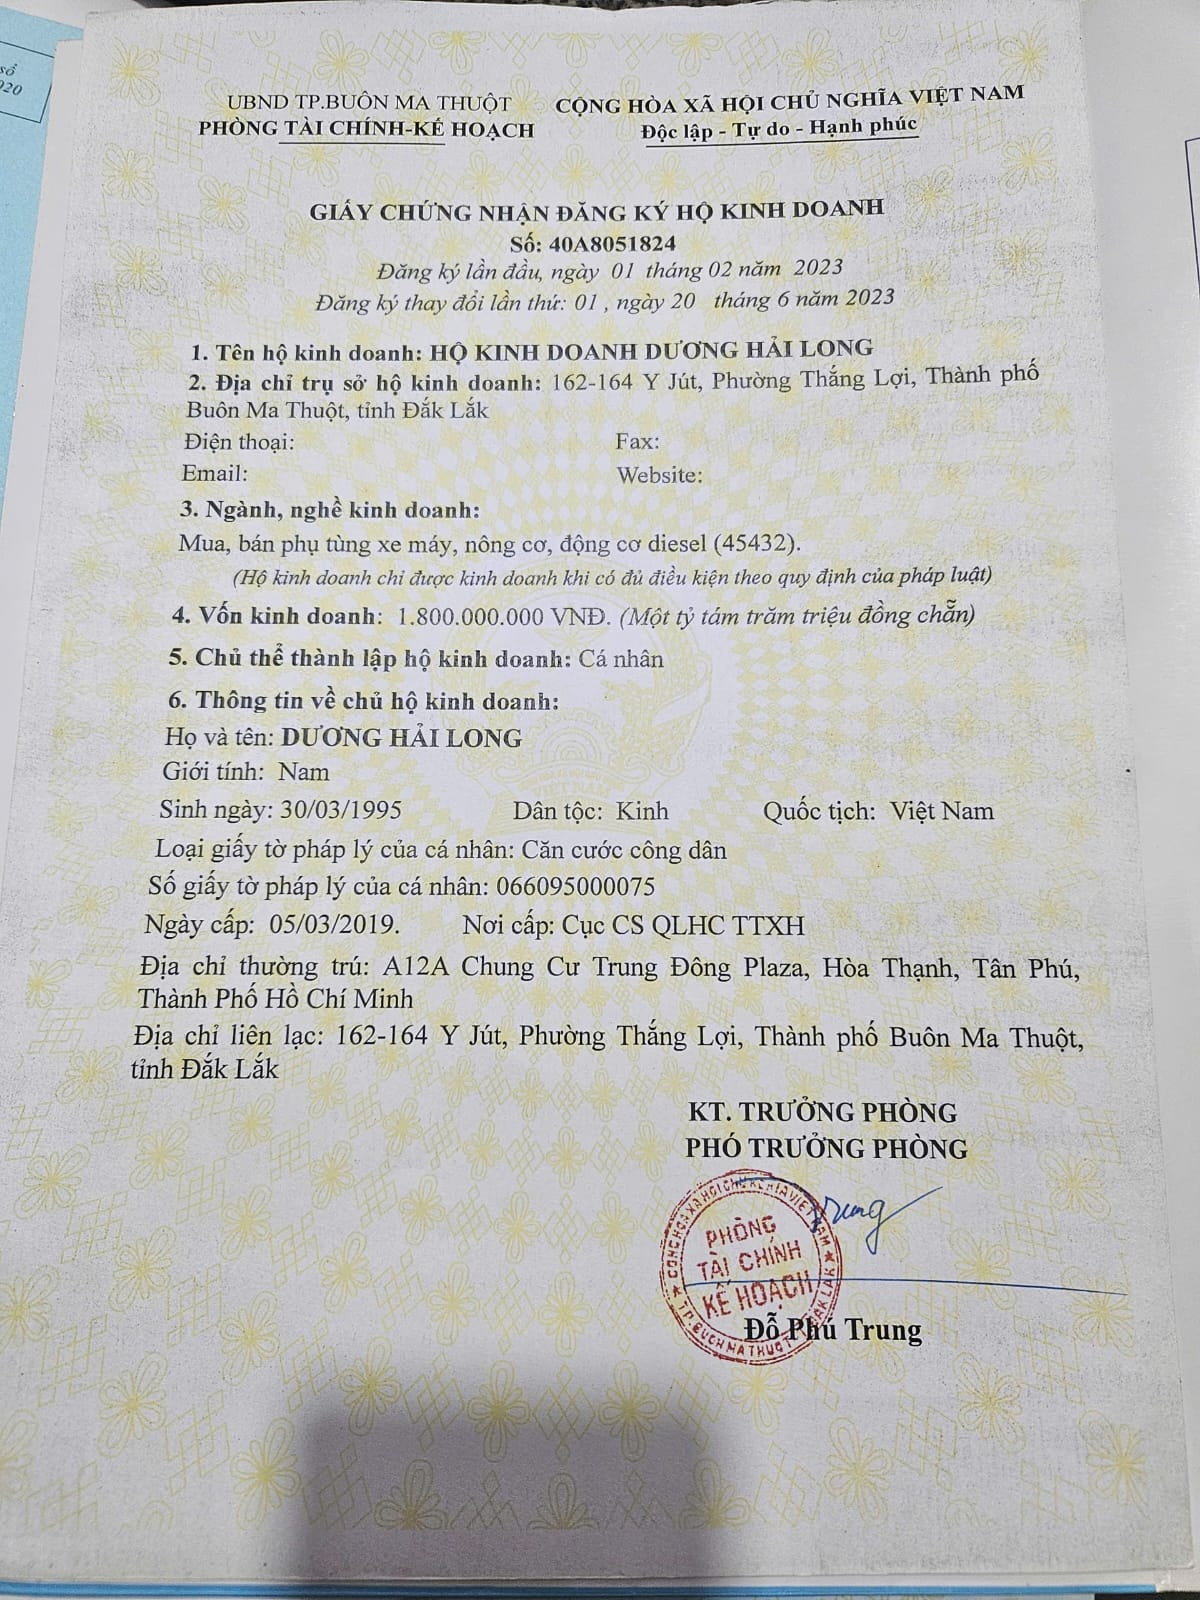 số
020
UBND TP.BUÔN MA THUỘT
PHÒNG TÀI CHÍNH-KẾ HOẠCH
CỘNG HÒA XÃ HỘI CHỦ NGHĨA VIỆT NAM
Độc lập - Tự do - Hạnh phúc
GIẤY CHỨNG NHẬN ĐĂNG KÝ HỘ KINH DOANH
Số: 40A8051824
Đăng ký lần đầu, ngày 01 tháng 02 năm 2023
Đăng ký thay đổi lần thứ: 01 , ngày 20 tháng 6 năm 2023
1. Tên hộ kinh doanh: HỘ KINH DOANH DƯƠNG HẢI LONG
2. Địa chỉ trụ sở hộ kinh doanh: 162-164 Y Jút, Phường Thắng Lợi, Thành phố
Buôn Ma Thuột, tỉnh Đắk Lắk
Điện thoại: Fax:
Email: Website:
3. Ngành, nghề kinh doanh:
Mua, bán phụ tùng xe máy, nông cơ, động cơ diesel (45432).
(Hộ kinh doanh chỉ được kinh doanh khi có đủ điều kiện theo quy định của pháp luật)
4. Vốn kinh doanh: 1.800.000.000 VNĐ. (Một tỷ tám trăm triệu đồng chẵn)
5. Chủ thể thành lập hộ kinh doanh: Cá nhân
6. Thông tin về chủ hộ kinh doanh:
Họ và tên: DƯƠNG HẢI LONG
Giới tính: Nam
Sinh ngày: 30/03/1995 Dân tộc: Kinh Quốc tịch: Việt Nam
Loại giấy tờ pháp lý của cá nhân: Căn cước công dân
Số giấy tờ pháp lý của cá nhân: 066095000075
Ngày cấp: 05/03/2019. Nơi cấp: Cục CS QLHC TTXH
Địa chỉ thường trú: A12A Chung Cư Trung Đông Plaza, Hòa Thạnh, Tân Phú,
Thành Phố Hồ Chí Minh
Địa chỉ liên lạc: 162-164 Y Jút, Phường Thắng Lợi, Thành phố Buôn Ma Thuột,
tỉnh Đắk Lắk
KT. TRƯỞNG PHÒNG
PHÓ TRƯỞNG PHÒNG
CỘNG HÒA XÃ HỘI CHỦ NGHĨA VIỆT NAM
PHÒNG
TÀI CHÍNH
KẾ HOẠCH
Trung
Đỗ Phú Trung